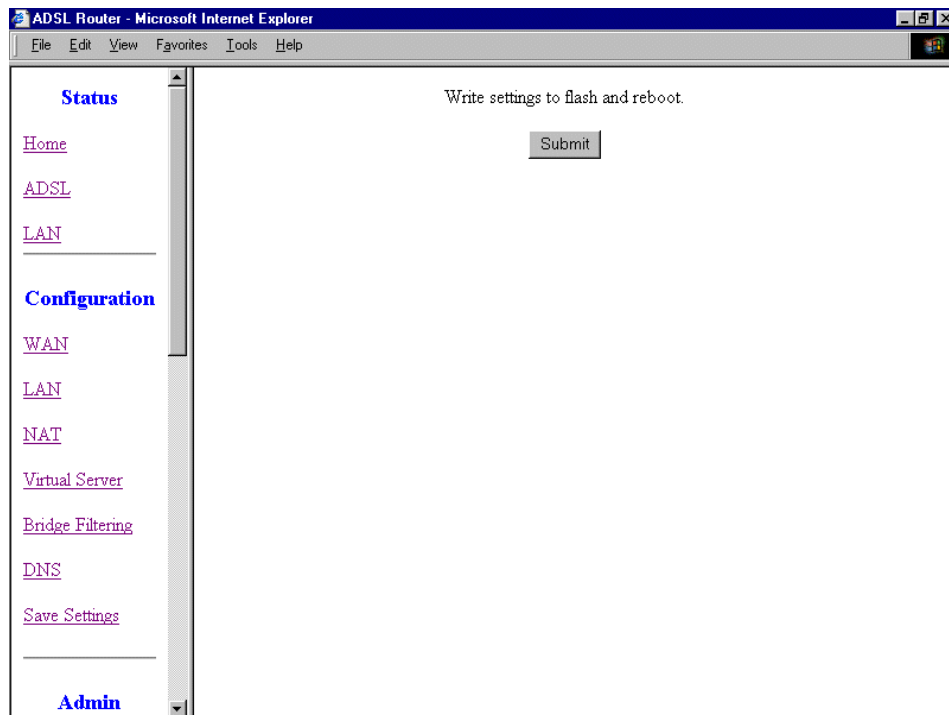 ADSL Router - Microsoft Internet Explorer
File Edit View Favorites Tools Help
Status
Home
ADSL
LAN
Configuration
WAN
LAN
NAT
Virtual Server
Bridge Filtering
DNS
Save Settings
Admin
Write settings to flash and reboot.
Submit